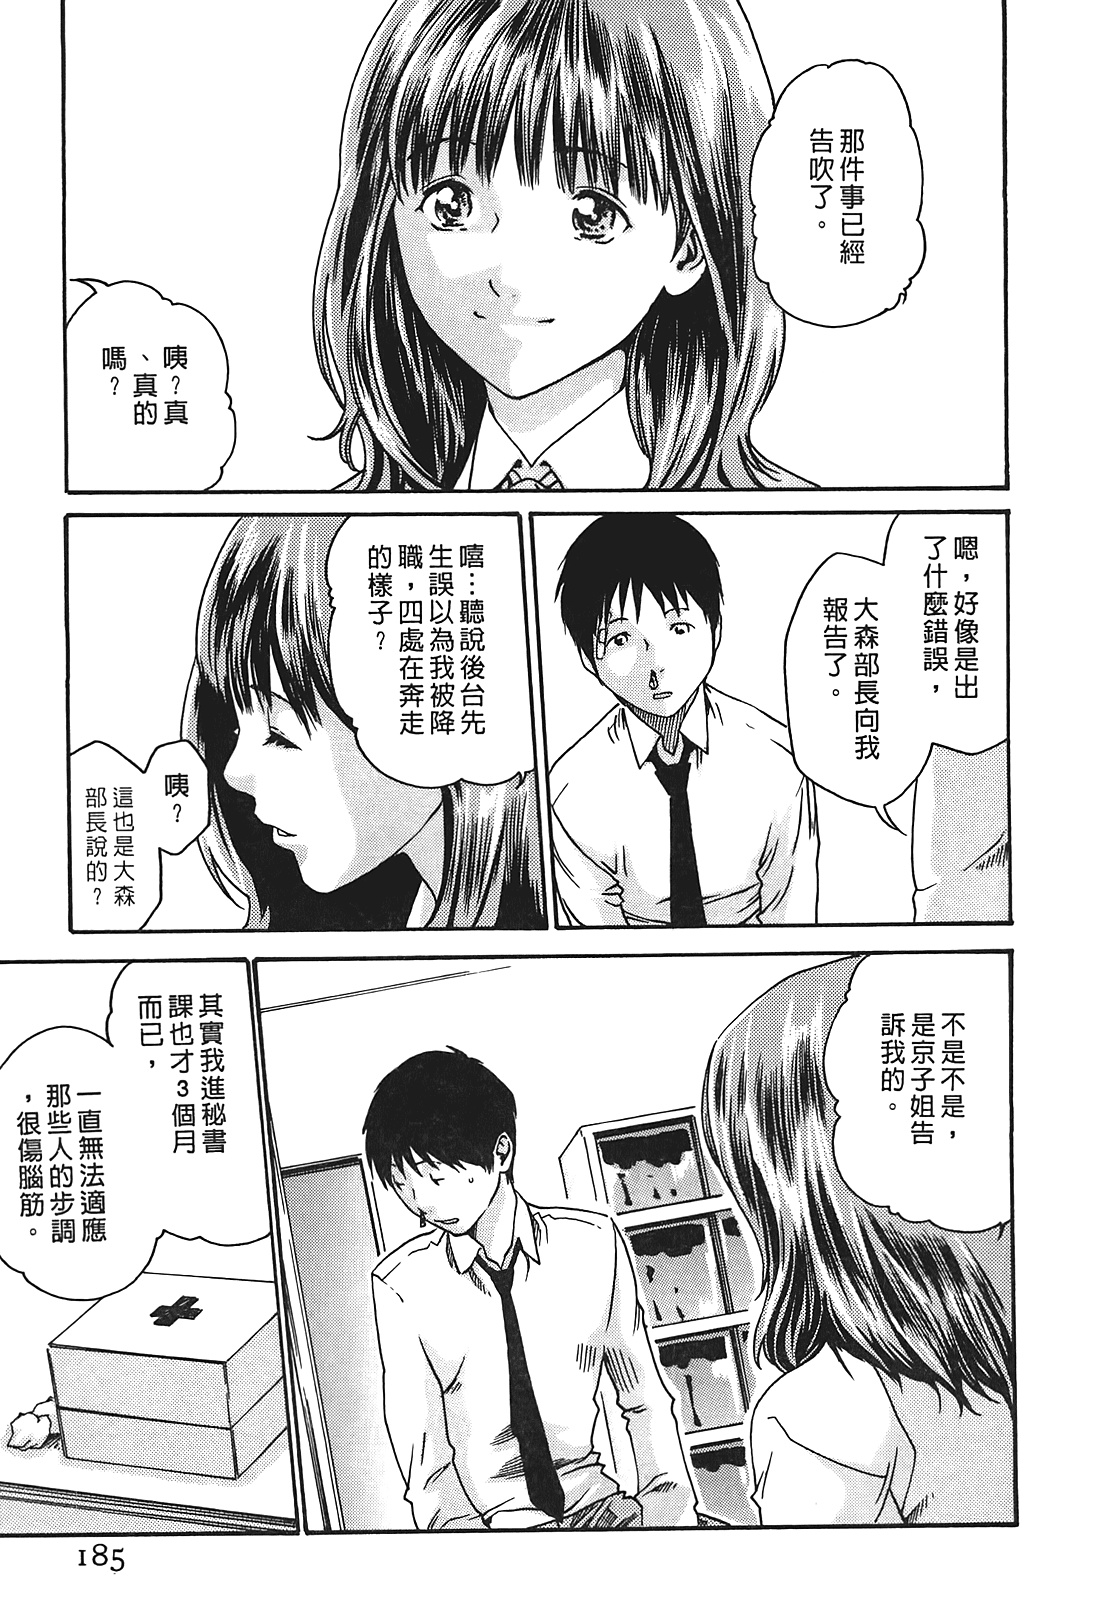 那件事已經
告吹了。
咦？真
、真的
嗎？
嗯，好像是出
了什麼錯誤，
大森部長向我
報告了。
嘻…聽說後台先
生誤以為我被降
職，四處在奔走
的樣子？
咦？
這也是大森
部長說的？
不是不是，
是京子姐告
訴我的。
其實我進秘書
課也才3個月
而已，
一直無法適應
那些人的步調
，很傷腦筋。
185